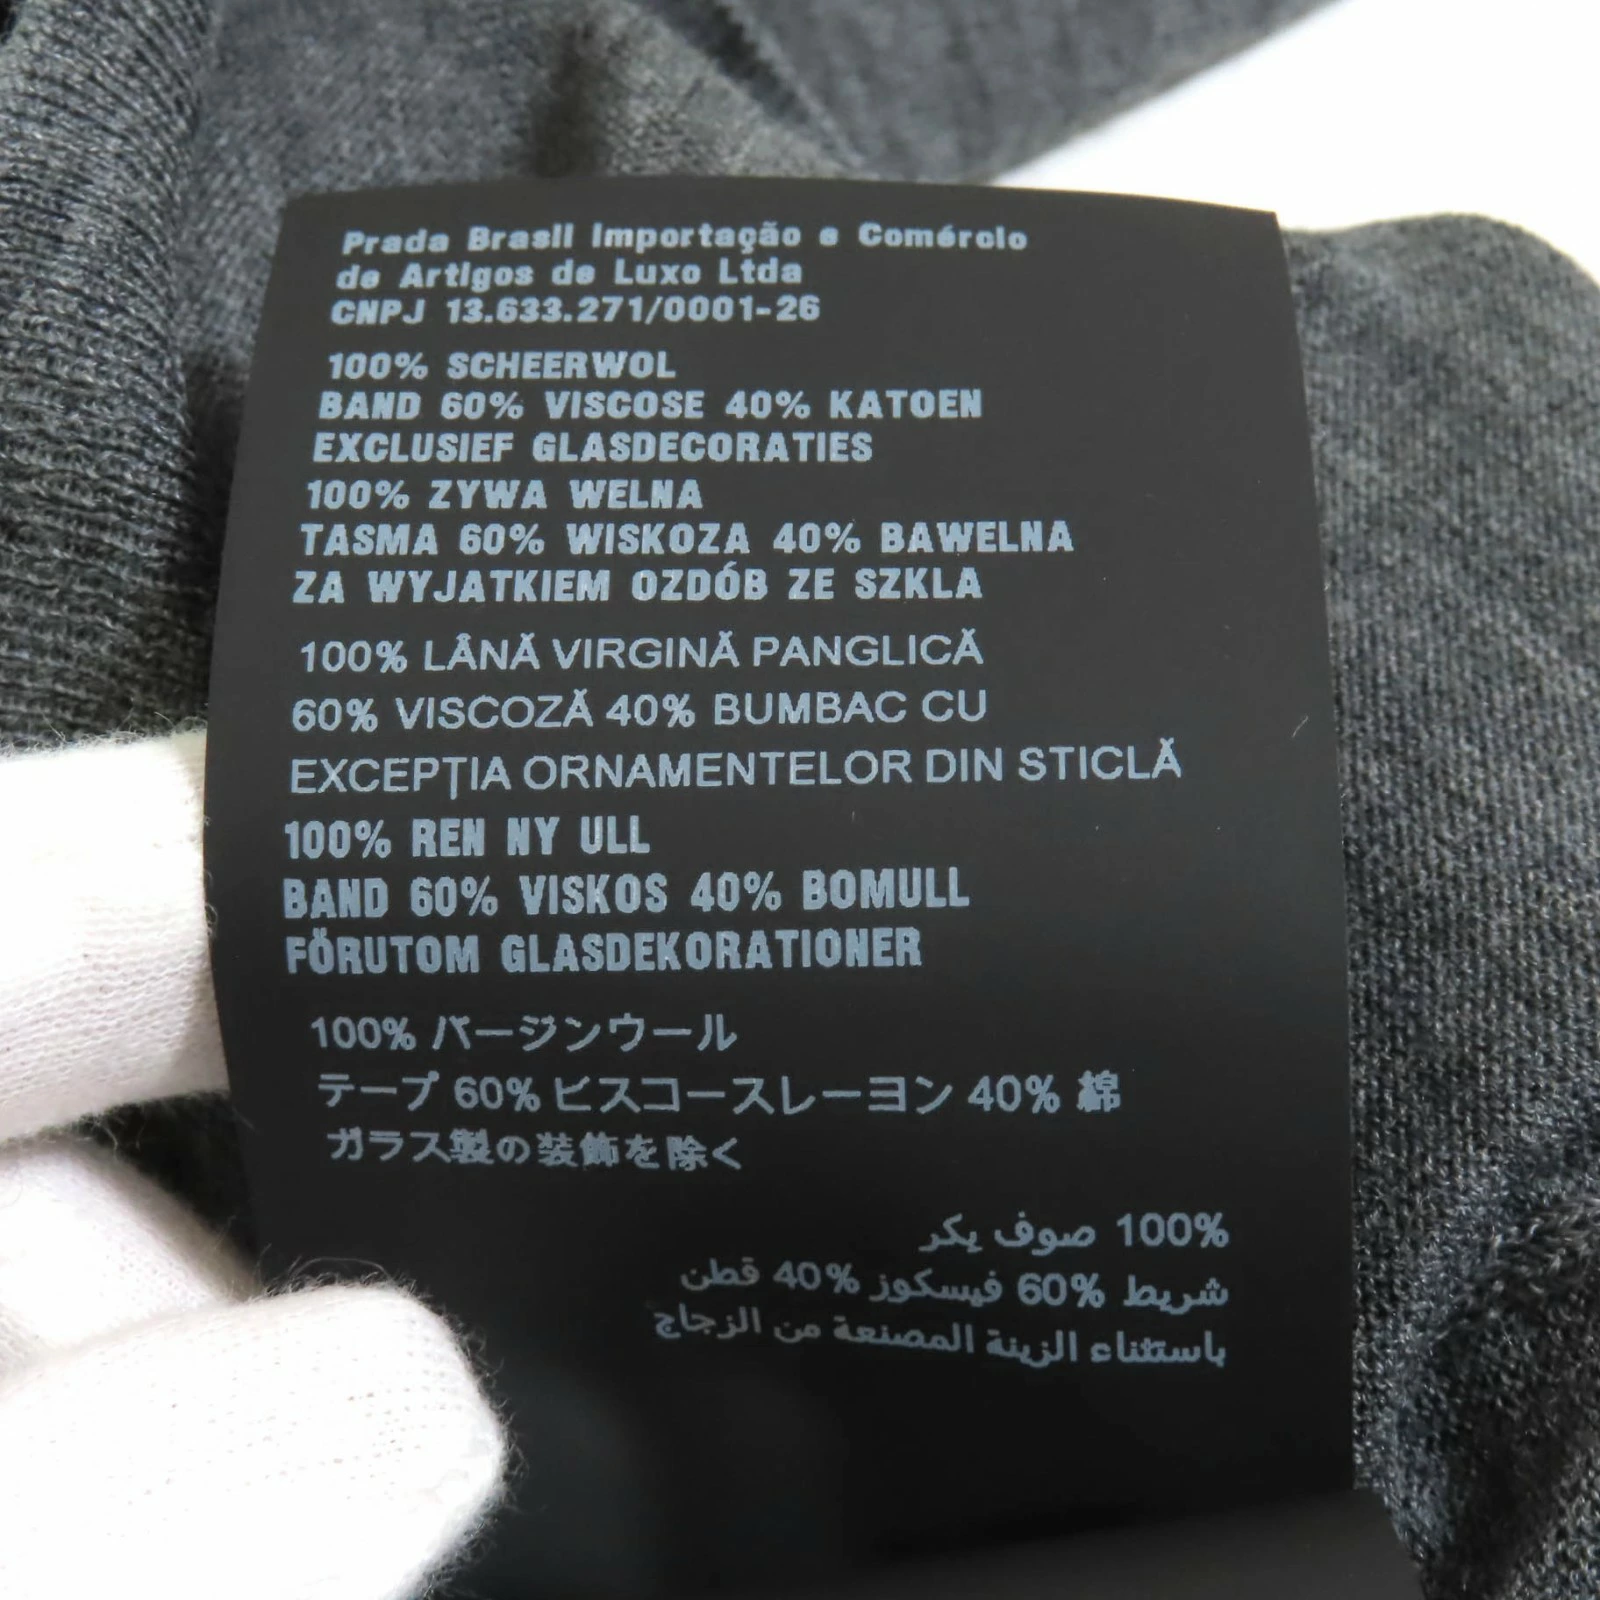 Prada Brasil Importação e Comércio
de Artigos de Luxo Ltda
CNPJ 13.633.271/0001-26
100% SCHEERWOL
BAND 60% VISCOSE 40% KATOEN
EXCLUSIEF GLASDECORATIES
100% ZYWA WELNA
TASMA 60% WISKOZA 40% BAWELNA
ZA WYJATKIEM OZDÓB ZE SZKLA
100% LÂNĂ VIRGINĂ PANGLICĂ
60% VISCOZĂ 40% BUMBAC CU
EXCEPȚIA ORNAMENTELOR DIN STICLĂ
100% REN NY ULL
BAND 60% VISKOS 40% BOMULL
FÖRUTOM GLASDEKORATIONER
100% バージンウール
テープ 60% ビスコースレーヨン 40% 綿
ガラス製の装飾を除く
100% صوف بكر
شريط 60% فيسكوز 40% قطن
باستثناء الزينة المصنعة من الزجاج